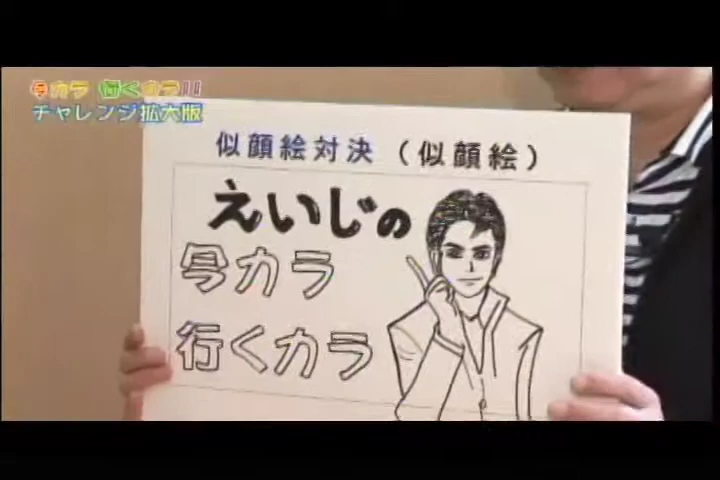 今カラ 行くカラ!!
チャレンジ拡大版
似顔絵対決（似顔絵）
えいじの
今カラ
行くカラ